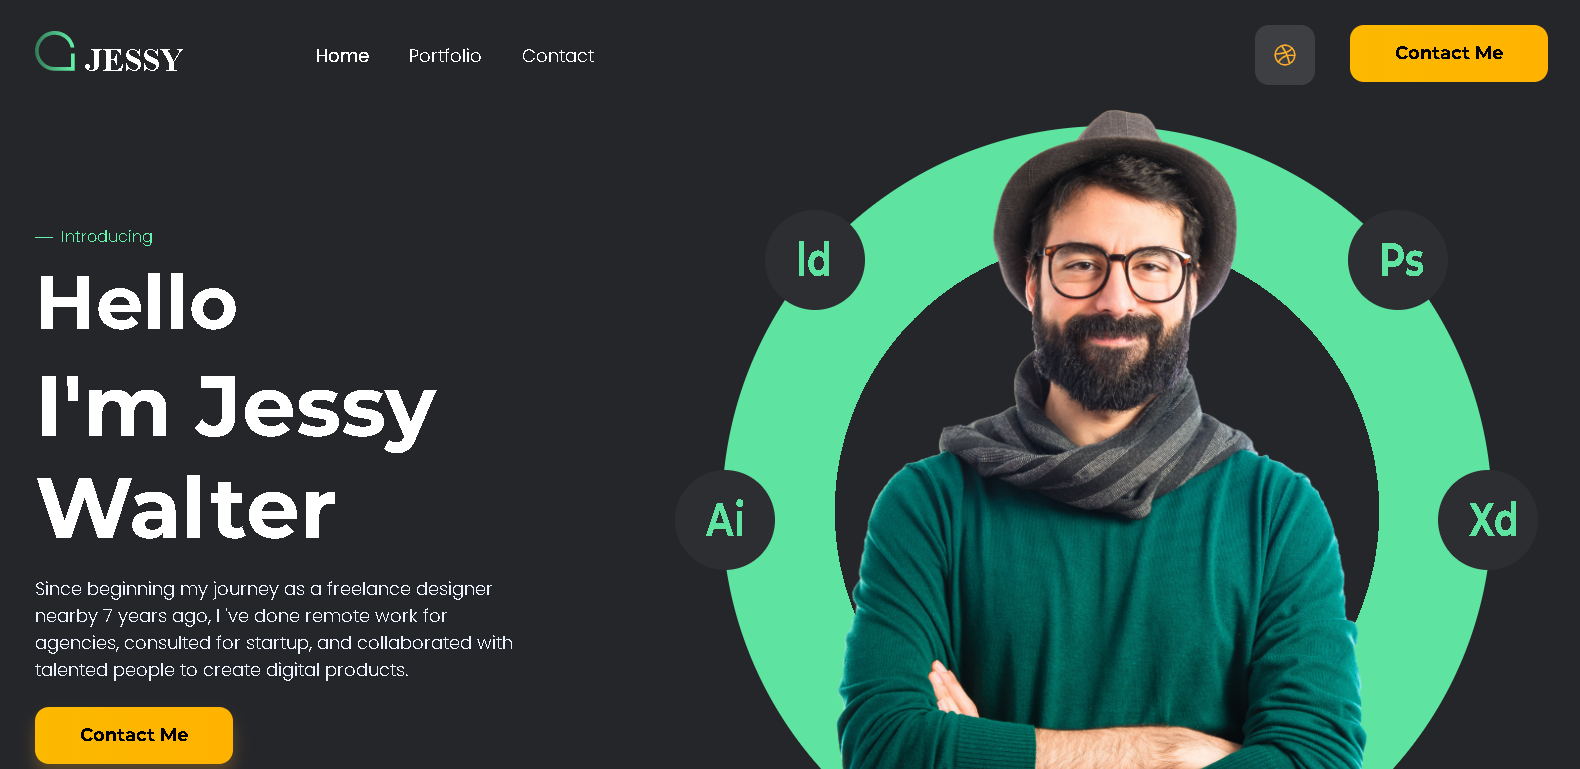 JESSY
Home
Portfolio
Contact
Contact Me
— Introducing
Hello
I'm Jessy
Walter
Since beginning my journey as a freelance designer
nearby 7 years ago, I 've done remote work for
agencies, consulted for startup, and collaborated with
talented people to create digital products.
Contact Me
Id
Ps
Ai
Xd